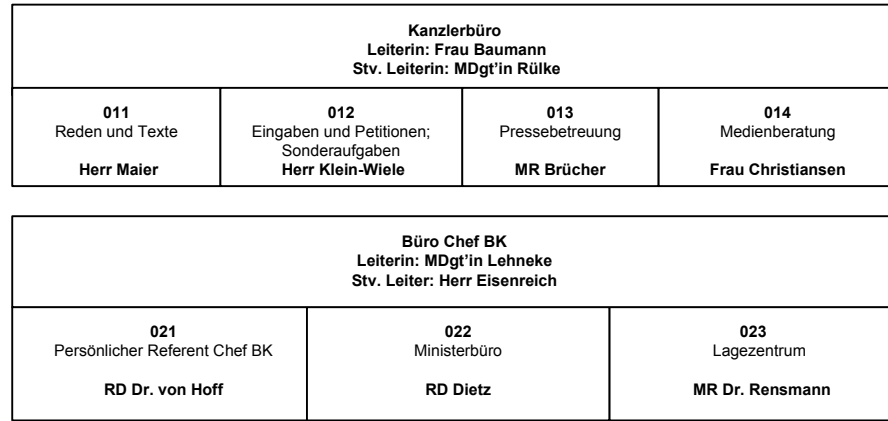 Kanzlerbüro
Leiterin: Frau Baumann
Stv. Leiterin: MDgt’in Rülke
011
Reden und Texte
Herr Maier
012
Eingaben und Petitionen;
Sonderaufgaben
Herr Klein-Wiele
013
Pressebetreuung
MR Brücher
014
Medienberatung
Frau Christiansen
Büro Chef BK
Leiterin: MDgt’in Lehneke
Stv. Leiter: Herr Eisenreich
021
Persönlicher Referent Chef BK
RD Dr. von Hoff
022
Ministerbüro
RD Dietz
023
Lagezentrum
MR Dr. Rensmann